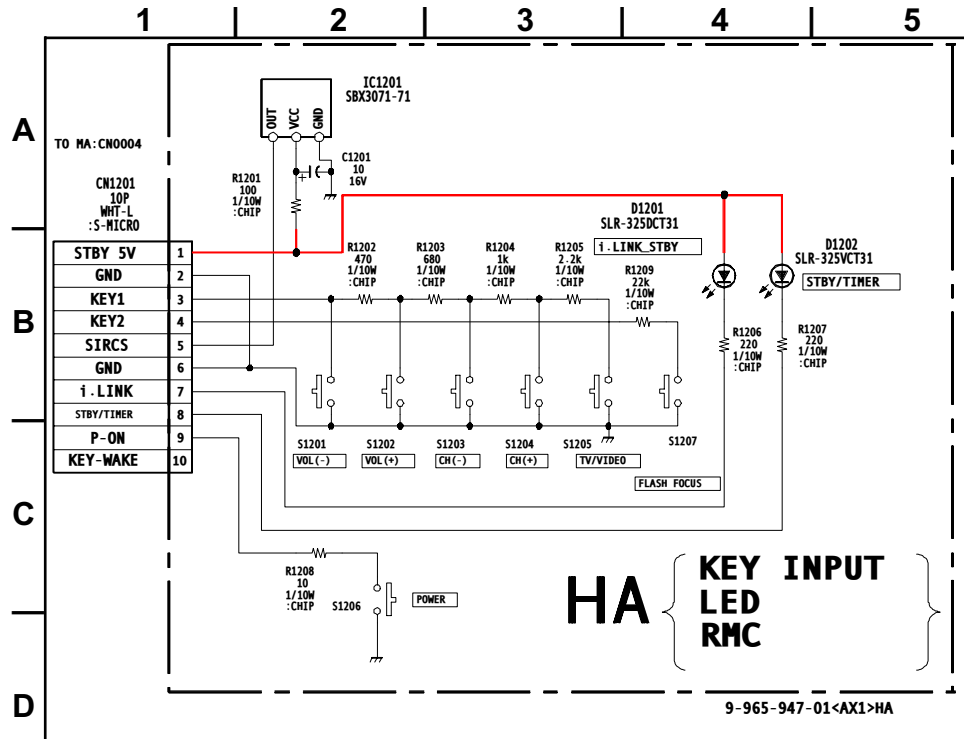 1 2 3 4 5
A
B
C
D
TO MA:CN0004
CN1201
10P
WHT-L
:S-MICRO
STBY 5V 1
GND 2
KEY1 3
KEY2 4
SIRCS 5
GND 6
i.LINK 7
STBY/TIMER 8
P-ON 9
KEY-WAKE 10
IC1201
SBX3071-71
OUT
VCC
GND
R1201
100
1/10W
:CHIP
+
C1201
10
16V
R1202
470
1/10W
:CHIP
R1203
680
1/10W
:CHIP
R1204
1k
1/10W
:CHIP
R1205
2.2k
1/10W
:CHIP
R1209
22k
1/10W
:CHIP
D1201
SLR-325DCT31
i.LINK_STBY
D1202
SLR-325VCT31
STBY/TIMER
R1206
220
1/10W
:CHIP
R1207
220
1/10W
:CHIP
S1201
VOL(-)
S1202
VOL(+)
S1203
CH(-)
S1204
CH(+)
S1205
TV/VIDEO
S1207
FLASH FOCUS
R1208
10
1/10W
:CHIP
S1206
POWER
HA
KEY INPUT
LED
RMC
9-965-947-01<AX1>HA